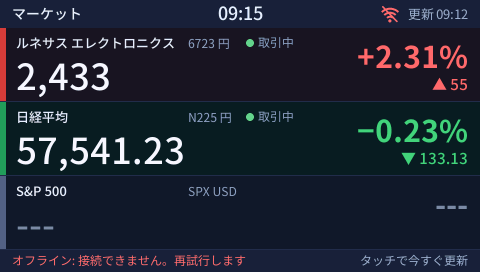 マーケット 09:15 更新 09:12
ルネサス エレクトロニクス 6723 円 取引中 +2.31%
2,433 ▲ 55
日経平均 N225 円 取引中 −0.23%
57,541.23 ▼ 133.13
S&P 500 SPX USD ---
---
オフライン: 接続できません。再試行します タッチで今すぐ更新